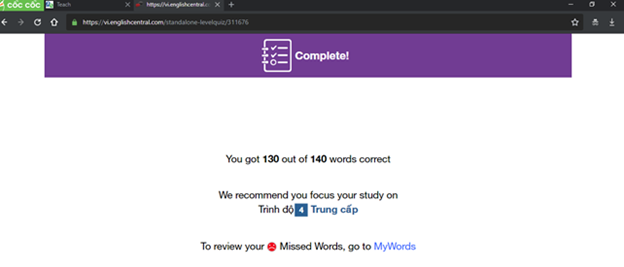 CỐC CỐC
Teach
https://vi.englishcentral.co
https://vi.englishcentral.com/standalone-levelquiz/311676
Complete!
You got 130 out of 140 words correct
We recommend you focus your study on
Trình độ 4 Trung cấp
To review your Missed Words, go to MyWords